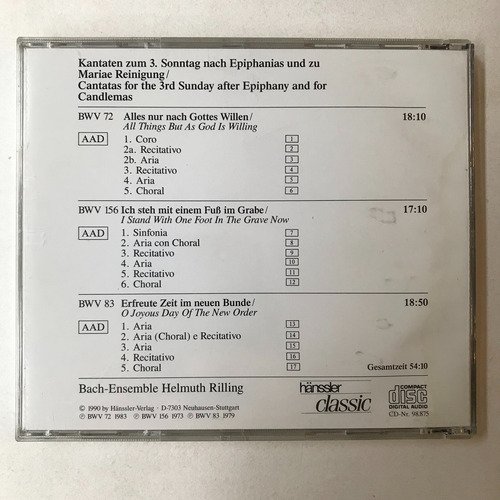 Kantaten zum 3. Sonntag nach Epiphanias und zu
Mariae Reinigung/
Cantatas for the 3rd Sunday after Epiphany and for
Candlemas
BWV 72 Alles nur nach Gottes Willen/ 18:10
All Things But As God Is Willing
AAD
1. Coro 1
2a. Recitativo 2
2b. Aria 3
3. Recitativo 4
4. Aria 5
5. Choral 6
BWV 156 Ich steh mit einem Fuß im Grabe/ 17:10
I Stand With One Foot In The Grave Now
AAD
1. Sinfonia 7
2. Aria con Choral 8
3. Recitativo 9
4. Aria 10
5. Recitativo 11
6. Choral 12
BWV 83 Erfreute Zeit im neuen Bunde/ 18:50
O Joyous Day Of The New Order
AAD
1. Aria 13
2. Aria (Choral) e Recitativo 14
3. Aria 15
4. Recitativo 16
5. Choral 17
Gesamtzeit 54:10
Bach-Ensemble Helmuth Rilling
hänssler
classic
COMPACT
disc
DIGITAL AUDIO
© 1990 by Hänssler-Verlag · D-7303 Neuhausen-Stuttgart
℗ BWV 72 1983 ℗ BWV 156 1973 ℗ BWV 83 1979
CD-Nr. 98.875